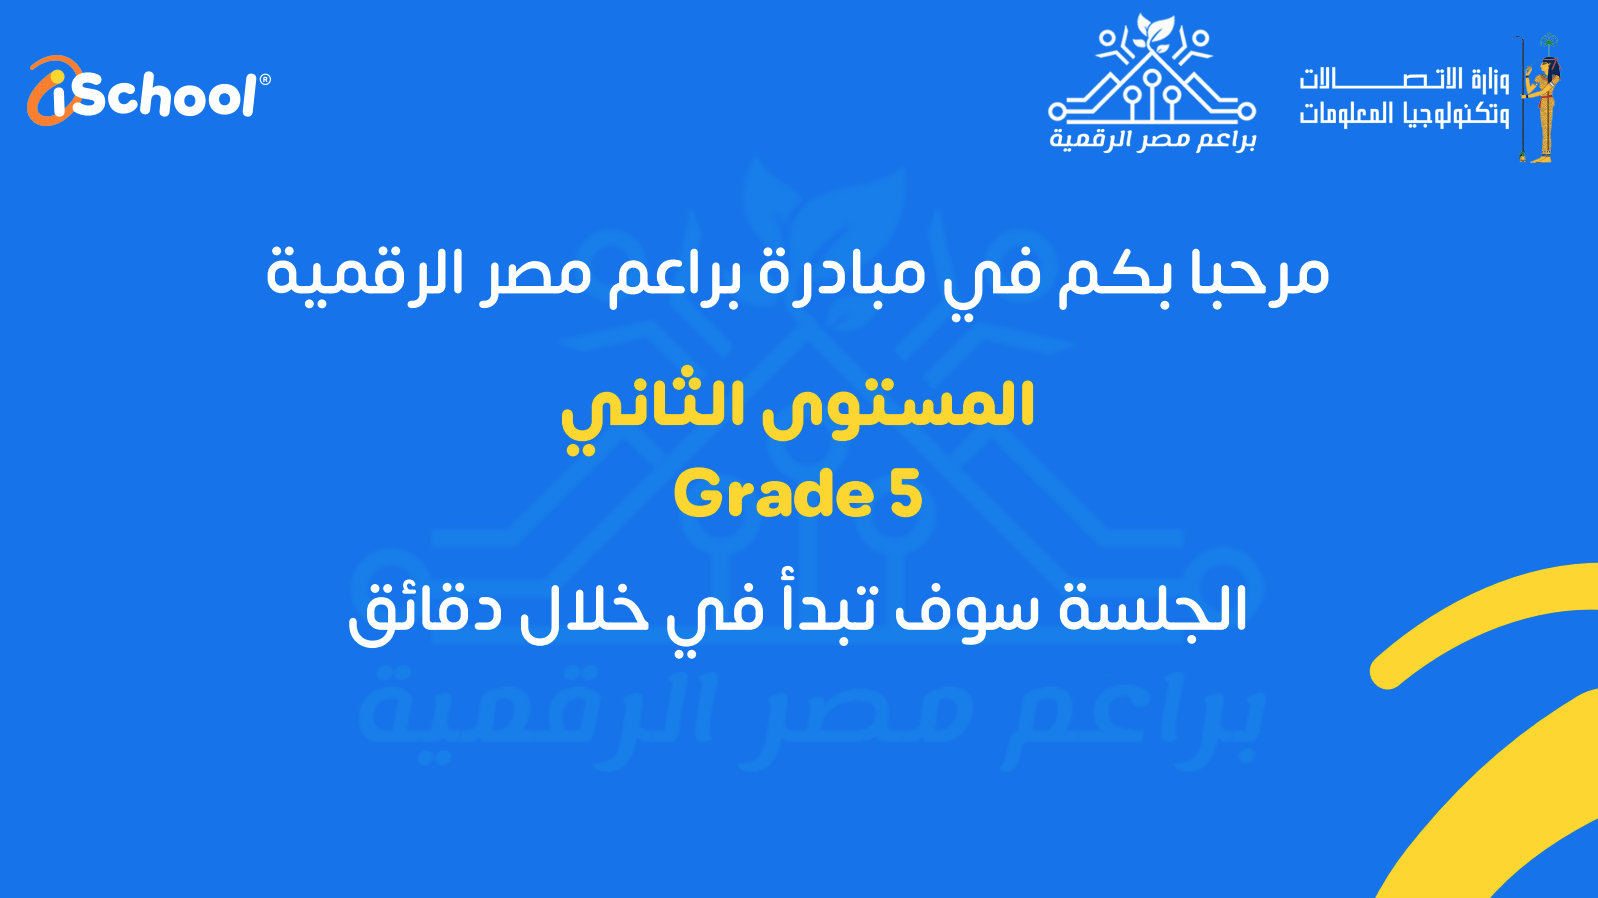 iSchool®
براعم مصر الرقمية
وزارة الاتـصـــــالات
وتكنولوجيا المعلومات
مرحبا بكم في مبادرة براعم مصر الرقمية
المستوى الثاني
Grade 5
الجلسة سوف تبدأ في خلال دقائق
براعم مصر الرقمية